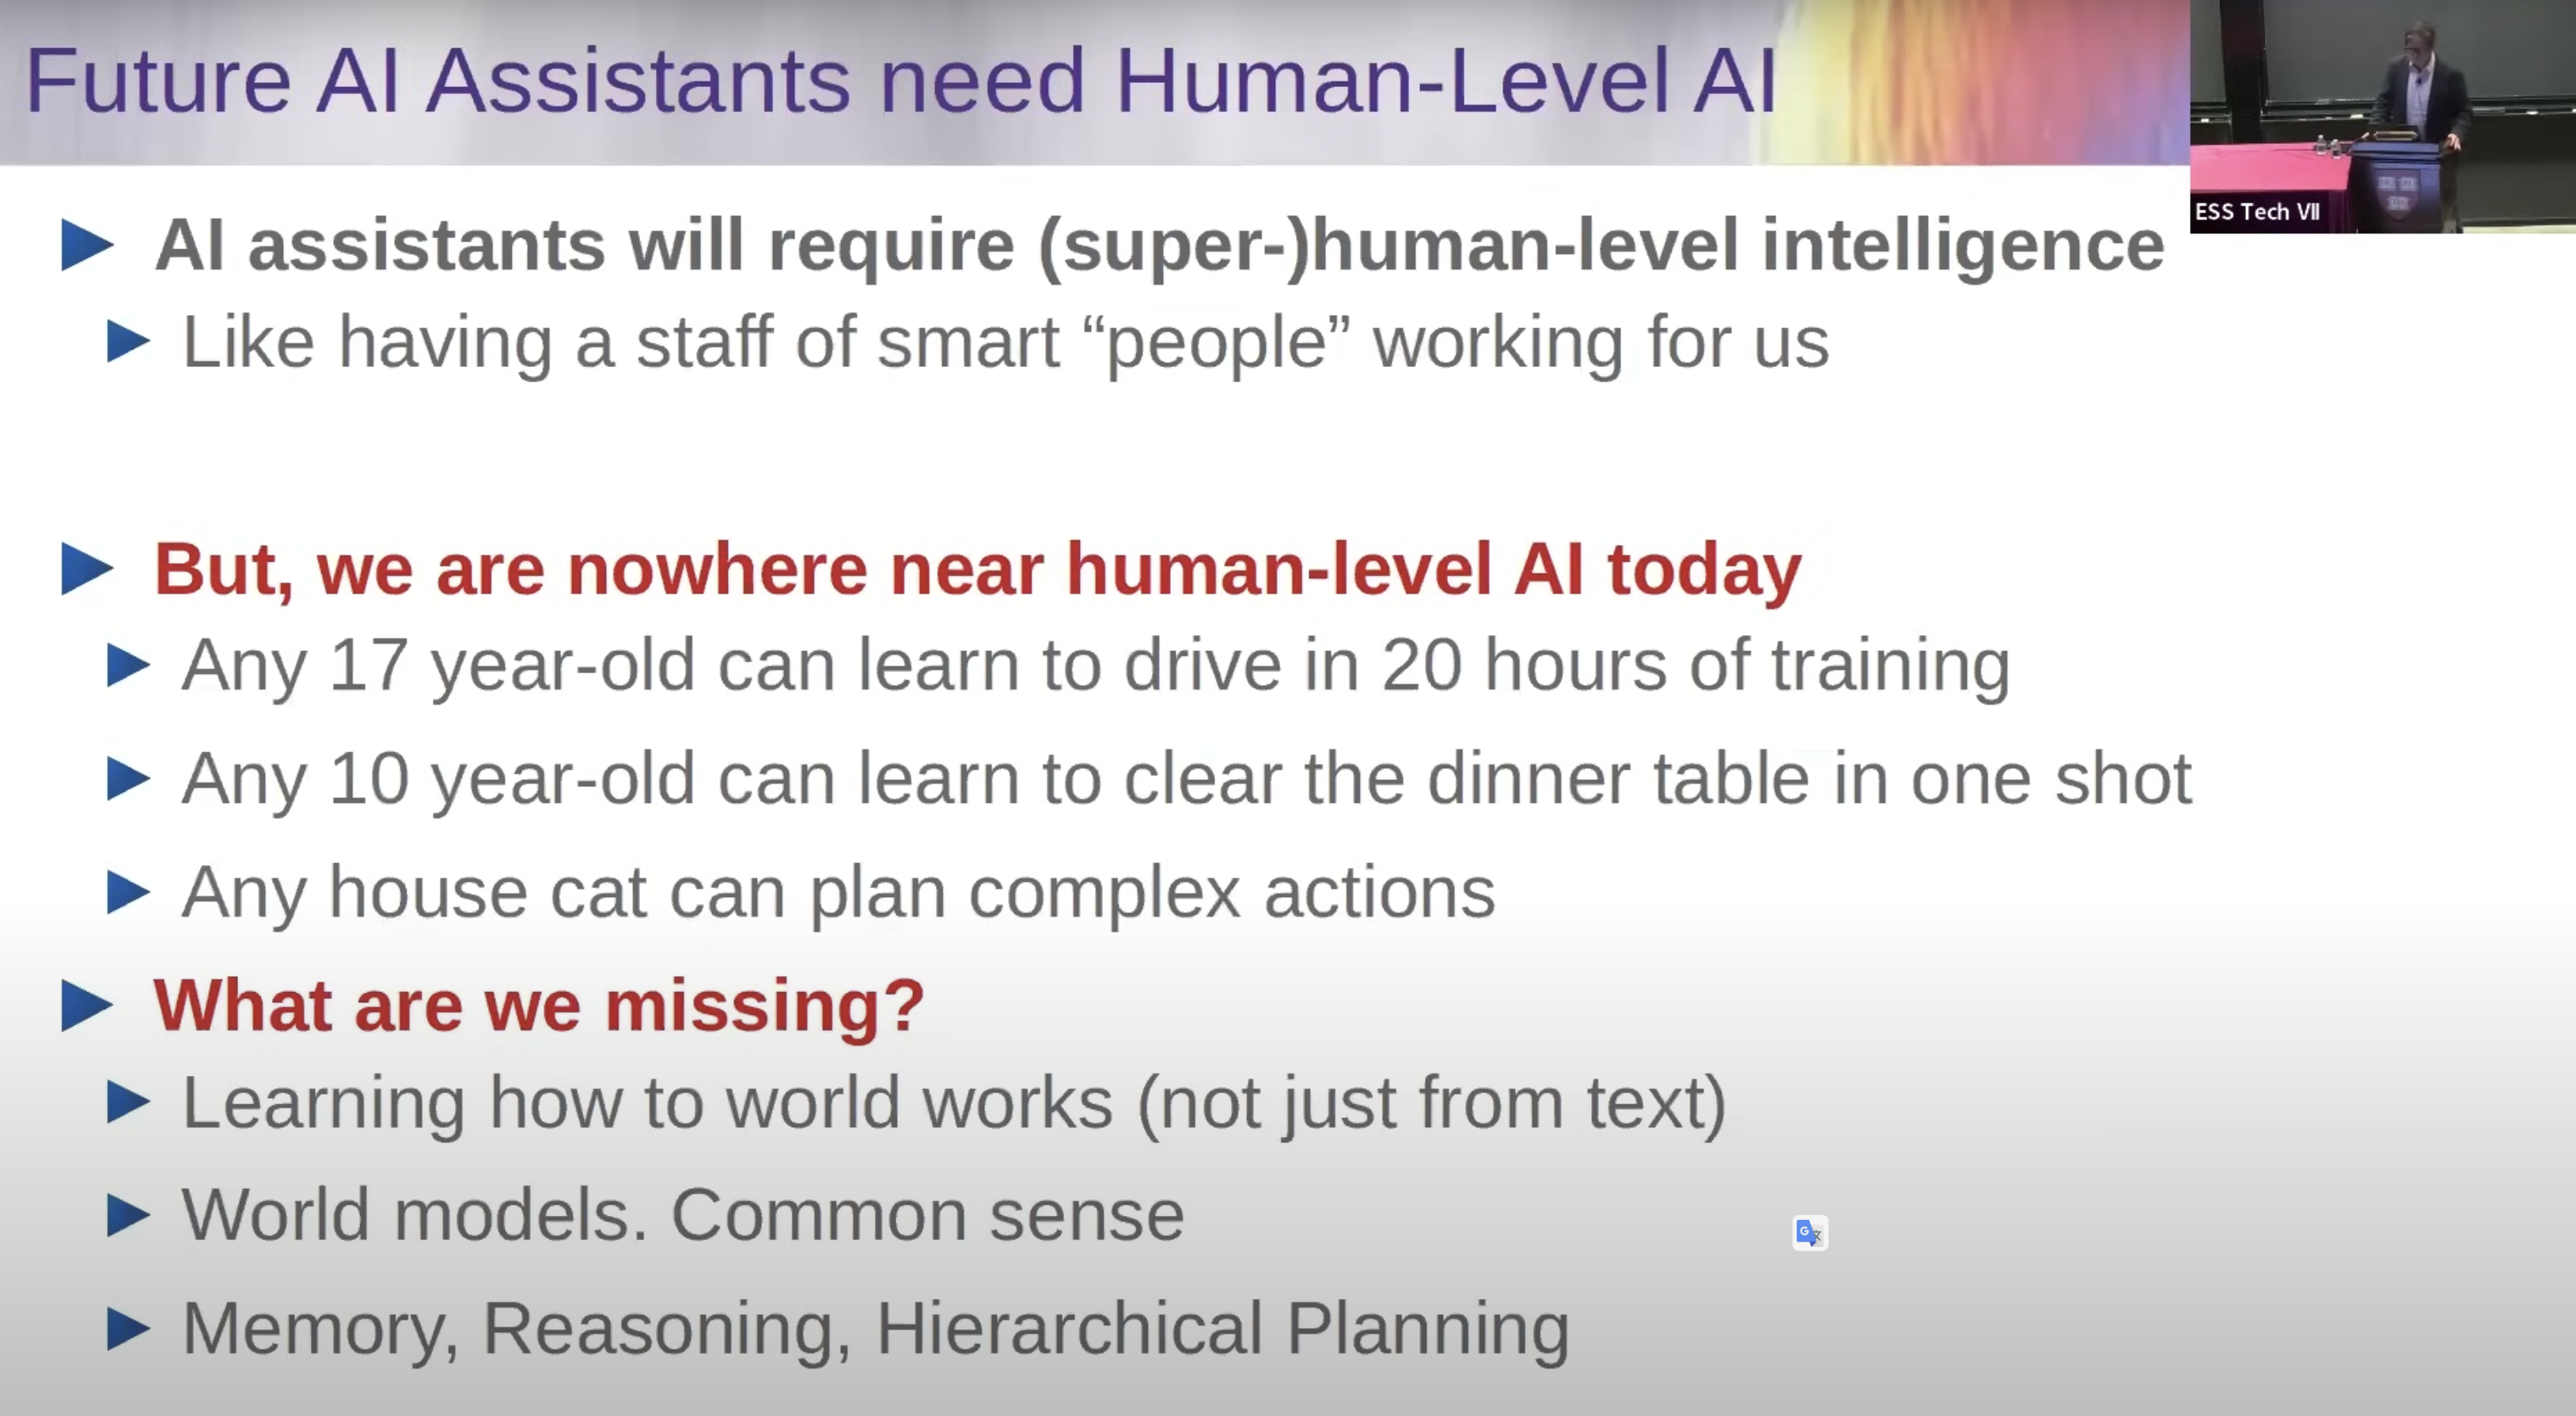 Future AI Assistants need Human-Level AI
ESS Tech VII
AI assistants will require (super-)human-level intelligence
Like having a staff of smart “people” working for us
But, we are nowhere near human-level AI today
Any 17 year-old can learn to drive in 20 hours of training
Any 10 year-old can learn to clear the dinner table in one shot
Any house cat can plan complex actions
What are we missing?
Learning how to world works (not just from text)
World models. Common sense
Memory, Reasoning, Hierarchical Planning